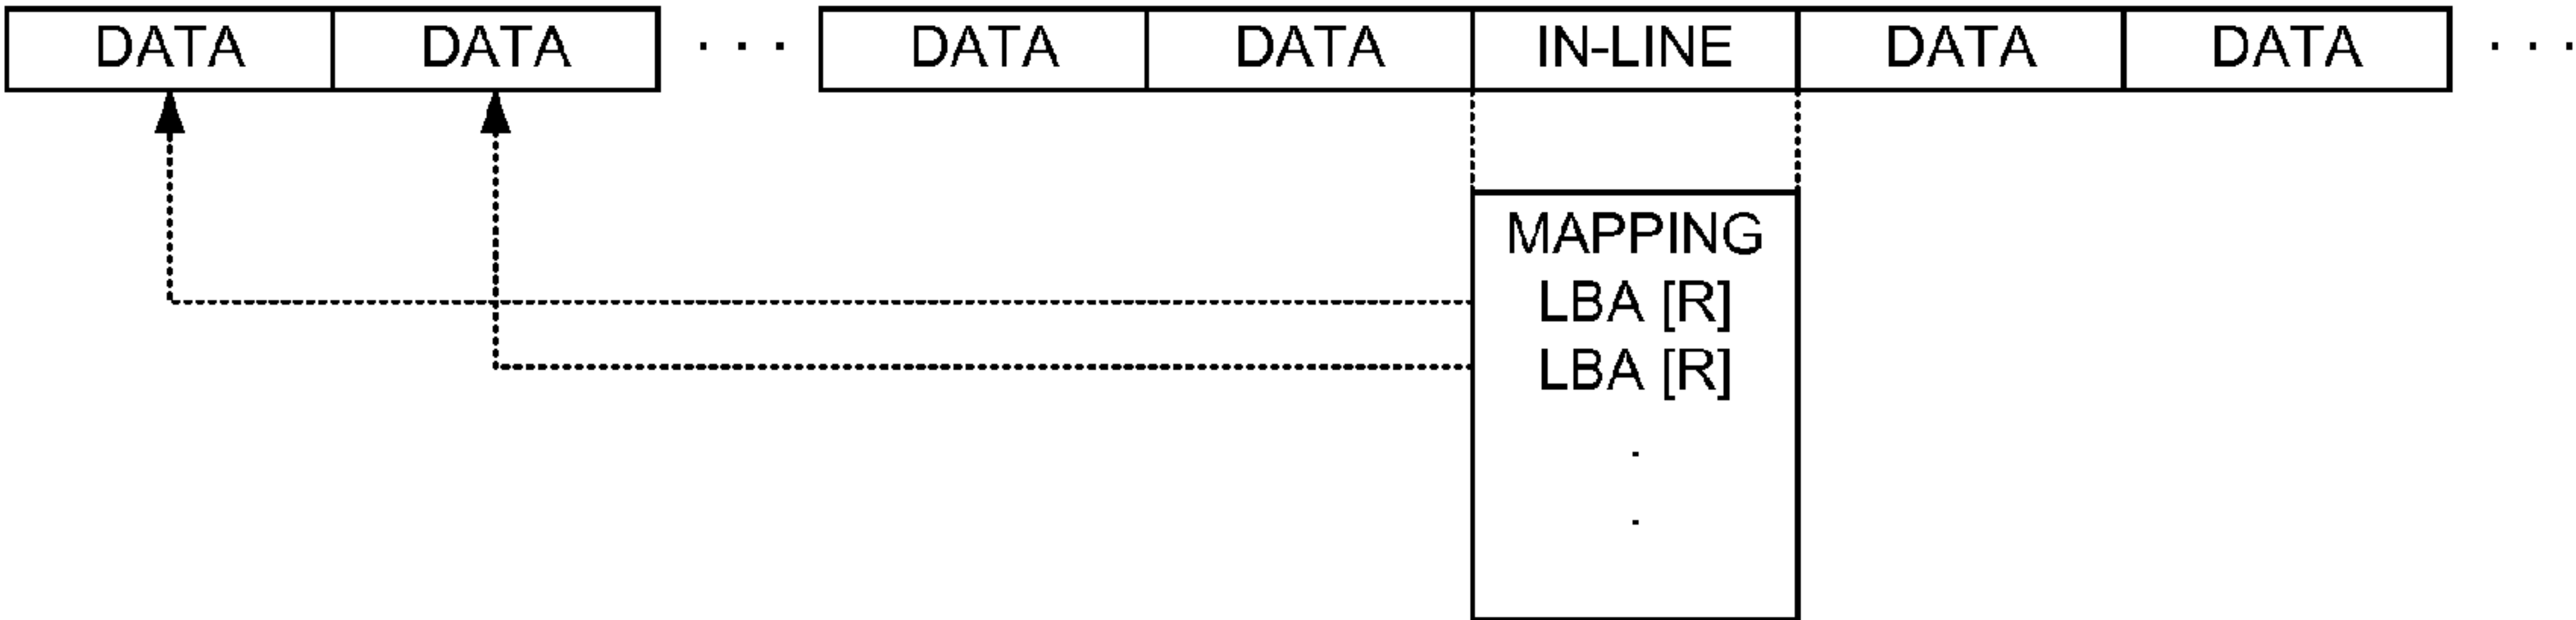 DATA DATA . . . DATA DATA IN-LINE DATA DATA . . .
MAPPING
LBA [R]
LBA [R]
.
.